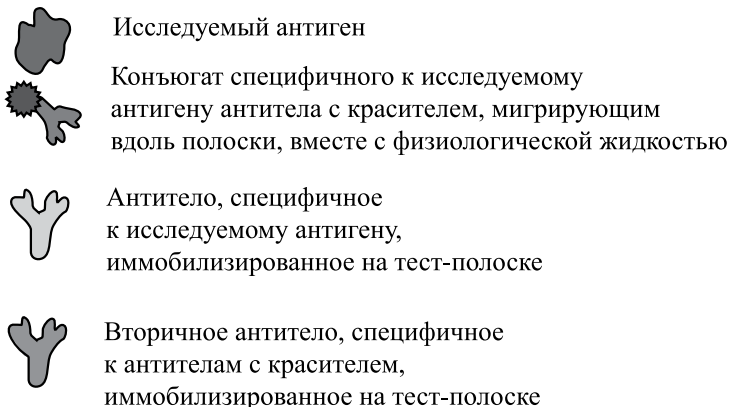 Исследуемый антиген
Конъюгат специфичного к исследуемому
антигену антитела с красителем, мигрирующим
вдоль полоски, вместе с физиологической жидкостью
Антитело, специфичное
к исследуемому антигену,
иммобилизированное на тест-полоске
Вторичное антитело, специфичное
к антителам с красителем,
иммобилизированное на тест-полоске